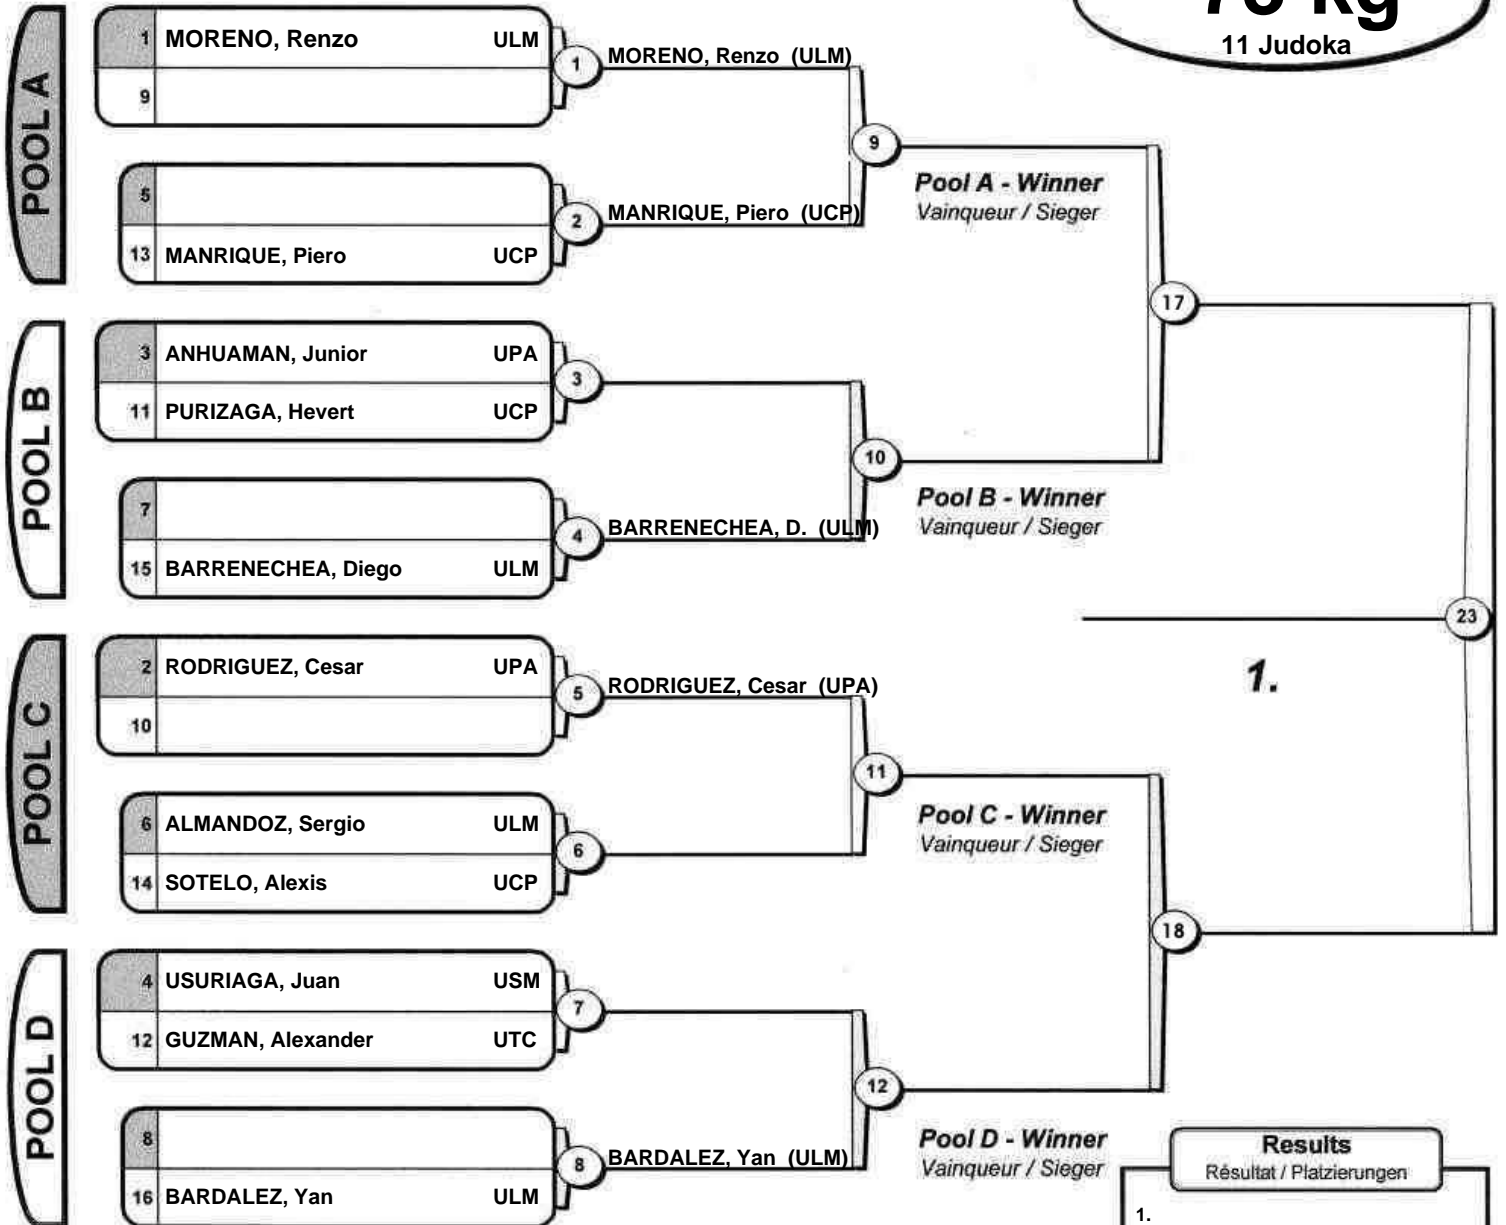 kg
11 Judoka
POOL A
1 MORENO, Renzo ULM
9
1
MORENO, Renzo (ULM)
5
13 MANRIQUE, Piero UCP
2
MANRIQUE, Piero (UCP)
9
Pool A - Winner
Vainqueur / Sieger
17
POOL B
3 ANHUAMAN, Junior UPA
11 PURIZAGA, Hevert UCP
3
7
15 BARRENECHEA, Diego ULM
4
BARRENECHEA, D. (ULM)
10
Pool B - Winner
Vainqueur / Sieger
23
1.
POOL C
2 RODRIGUEZ, Cesar UPA
10
5
RODRIGUEZ, Cesar (UPA)
6 ALMANDOZ, Sergio ULM
14 SOTELO, Alexis UCP
6
11
Pool C - Winner
Vainqueur / Sieger
18
POOL D
4 USURIAGA, Juan USM
12 GUZMAN, Alexander UTC
7
8
16 BARDALEZ, Yan ULM
8
BARDALEZ, Yan (ULM)
12
Pool D - Winner
Vainqueur / Sieger
Results
Résultat / Platzierungen
1.